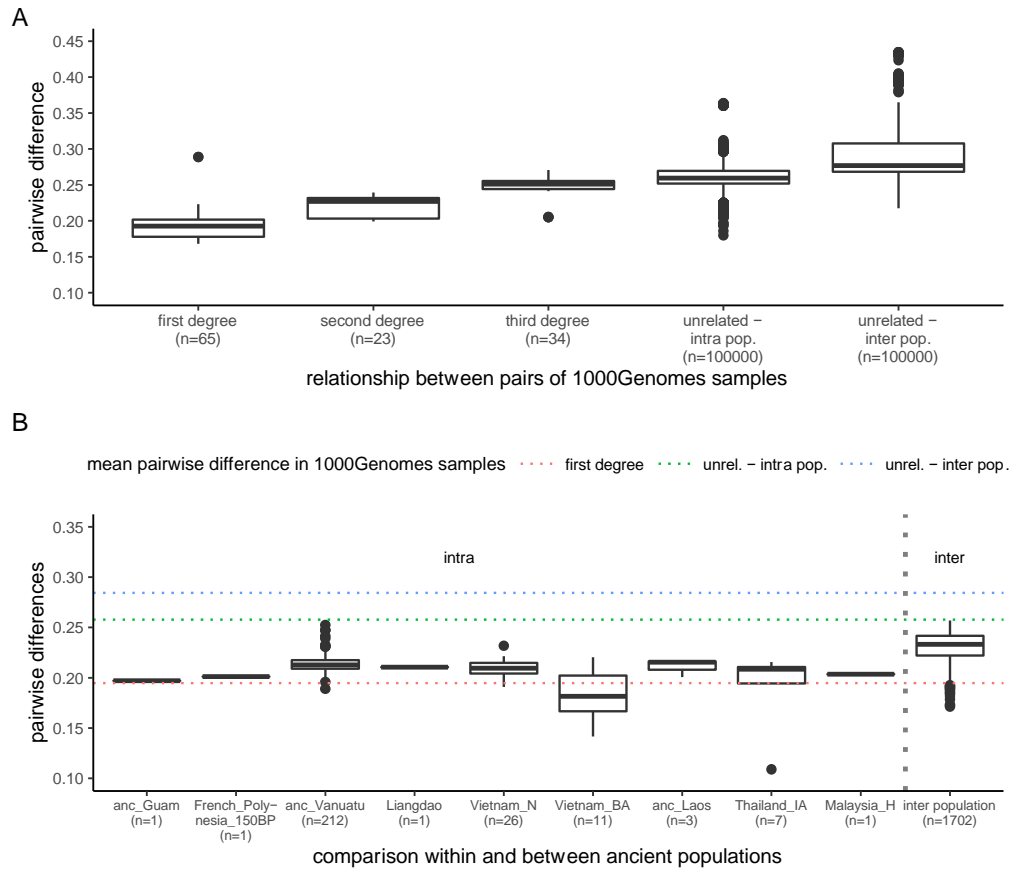 A
pairwise difference
0.45
0.40
0.35
0.30
0.25
0.20
0.15
0.10
first degree
(n=65)
second degree
(n=23)
third degree
(n=34)
unrelated −
intra pop.
(n=100000)
unrelated −
inter pop.
(n=100000)
relationship between pairs of 1000Genomes samples
B
mean pairwise difference in 1000Genomes samples first degree unrel. − intra pop. unrel. − inter pop.
pairwise differences
0.35
0.30
0.25
0.20
0.15
0.10
intra
inter
anc_Guam
(n=1)
French_Poly−
nesia_150BP
(n=1)
anc_Vanuatu
(n=212)
Liangdao
(n=1)
Vietnam_N
(n=26)
Vietnam_BA
(n=11)
anc_Laos
(n=3)
Thailand_IA
(n=7)
Malaysia_H
(n=1)
inter population
(n=1702)
comparison within and between ancient populations